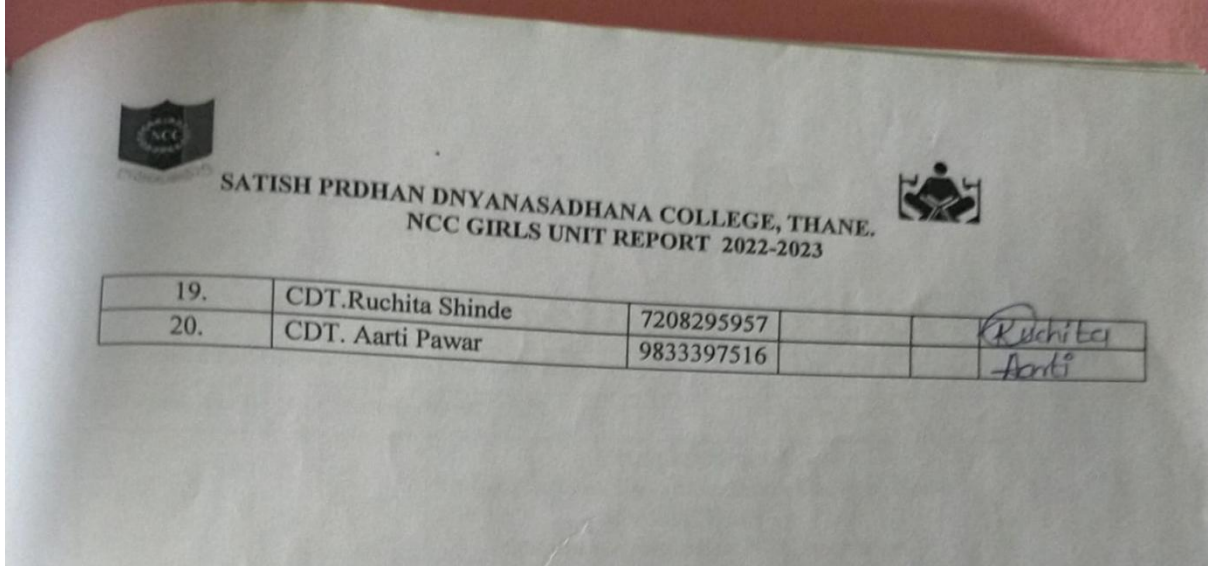 NCC
SATISH PRDHAN DNYANASADHANA COLLEGE, THANE.
NCC GIRLS UNIT REPORT 2022-2023
19. CDT.Ruchita Shinde 7208295957 Ruchita
20. CDT. Aarti Pawar 9833397516 Aarti